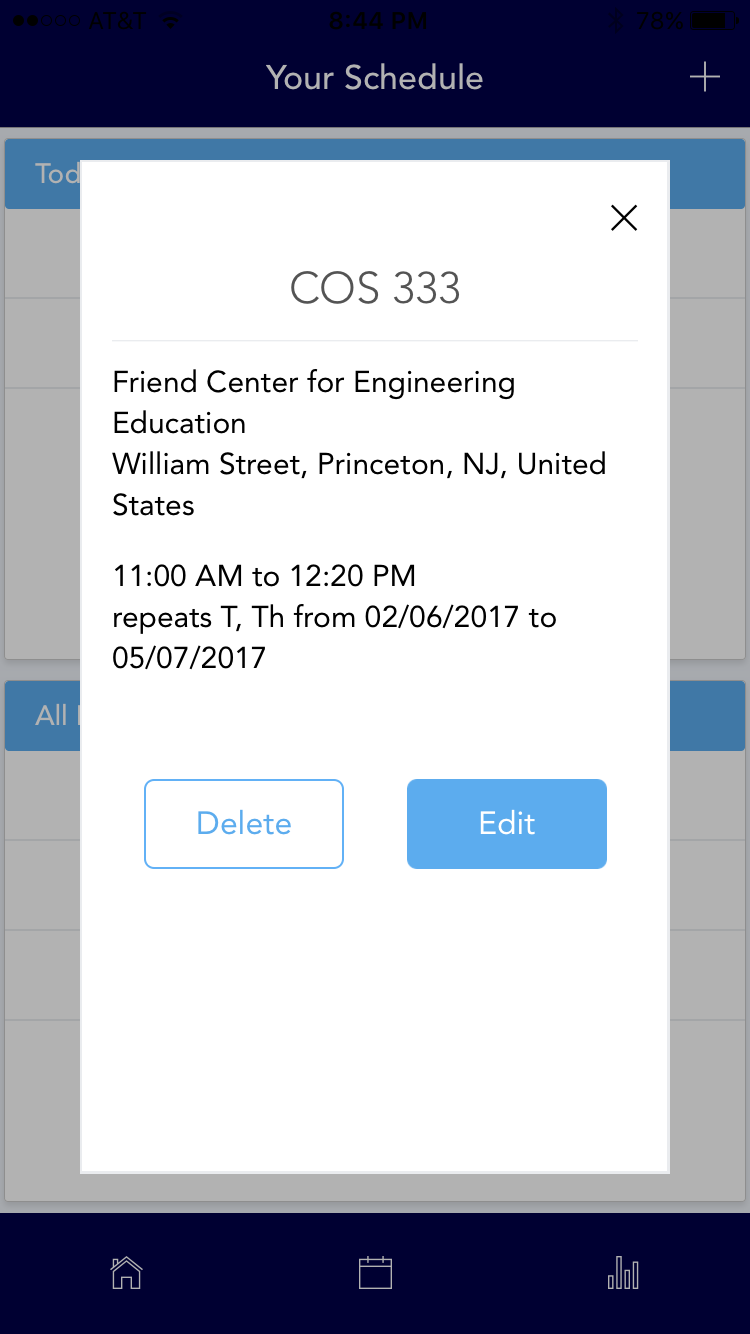 AT&T 8:44 PM 78%
Your Schedule
Tod
COS 333
Friend Center for Engineering
Education
William Street, Princeton, NJ, United
States
11:00 AM to 12:20 PM
repeats T, Th from 02/06/2017 to
05/07/2017
All
Delete Edit